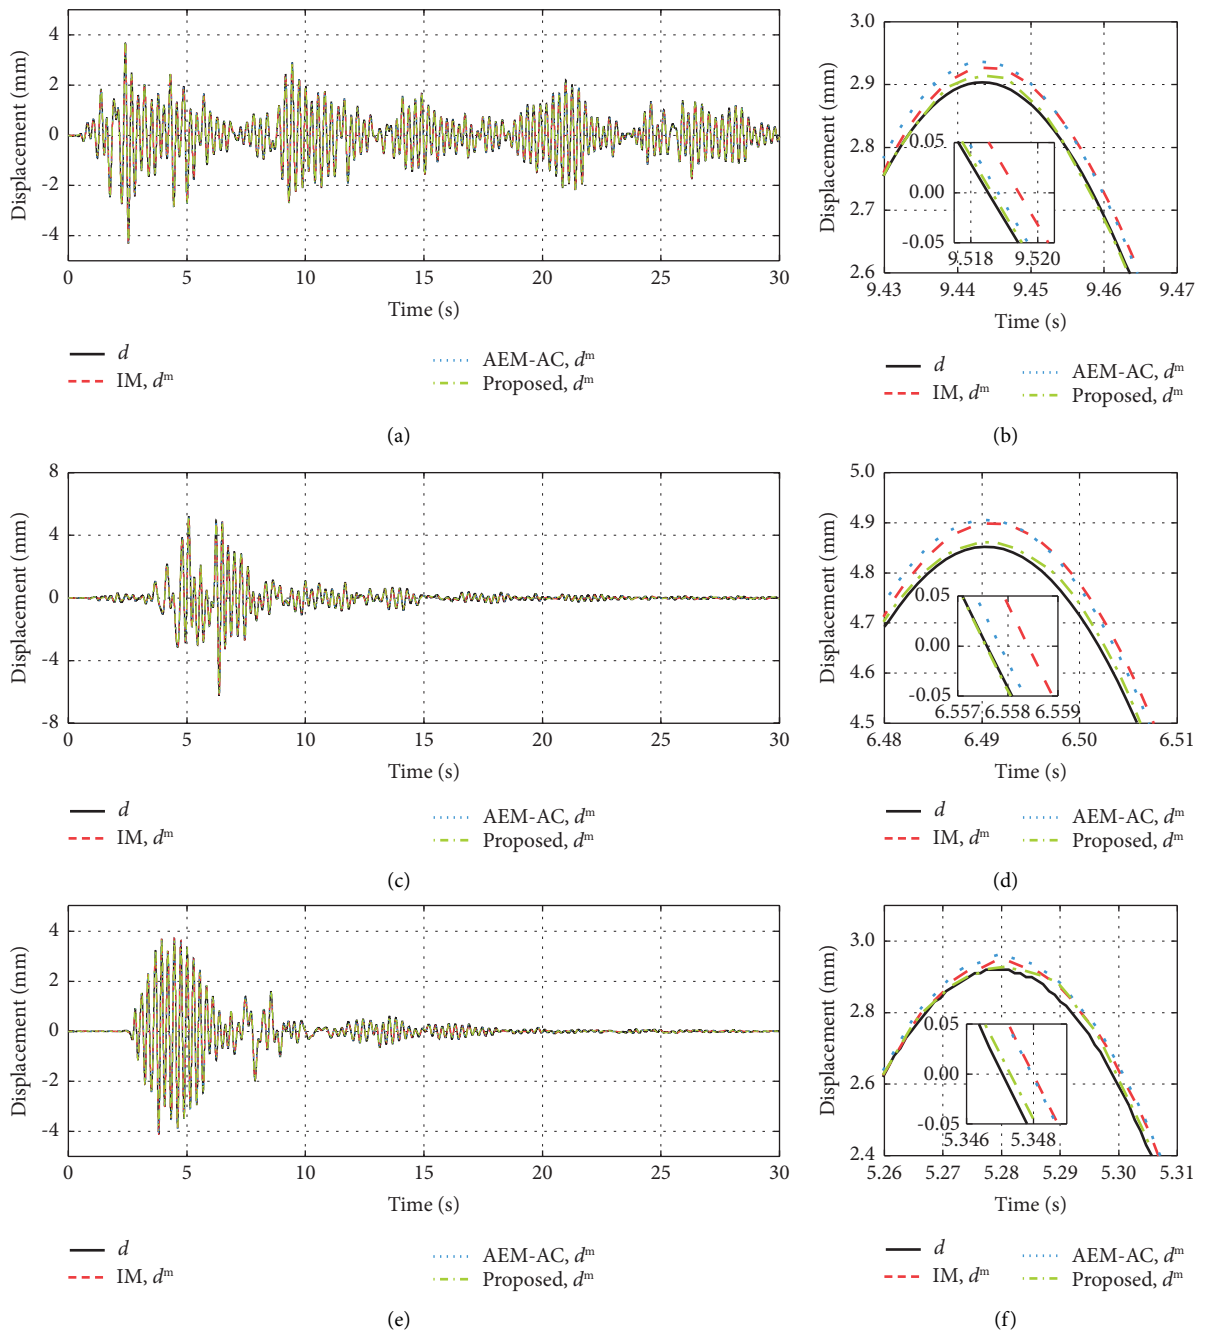 Displacement (mm)
4
2
0
-2
-4
0 5 10 15 20 25 30
Time (s)
d
IM, dᵐ
AEM-AC, dᵐ
Proposed, dᵐ
(a)
Displacement (mm)
3.0
2.9
2.8
2.7
2.6
0.05
0.00
-0.05
9.518 9.520
9.43 9.44 9.45 9.46 9.47
Time (s)
d
IM, dᵐ
AEM-AC, dᵐ
Proposed, dᵐ
(b)
Displacement (mm)
8
4
0
-4
-8
0 5 10 15 20 25 30
Time (s)
d
IM, dᵐ
AEM-AC, dᵐ
Proposed, dᵐ
(c)
Displacement (mm)
5.0
4.9
4.8
4.7
4.6
4.5
0.05
0.00
-0.05
6.557 6.558 6.559
6.48 6.49 6.50 6.51
Time (s)
d
IM, dᵐ
AEM-AC, dᵐ
Proposed, dᵐ
(d)
Displacement (mm)
4
2
0
-2
-4
0 5 10 15 20 25 30
Time (s)
d
IM, dᵐ
AEM-AC, dᵐ
Proposed, dᵐ
(e)
Displacement (mm)
3.0
2.8
2.6
2.4
0.05
0.00
-0.05
5.346 5.348
5.26 5.27 5.28 5.29 5.30 5.31
Time (s)
d
IM, dᵐ
AEM-AC, dᵐ
Proposed, dᵐ
(f)